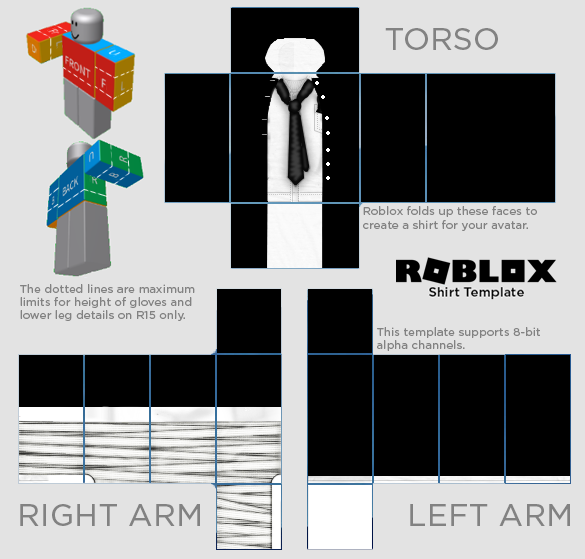 TORSO
FRONT
F
L
D
R
U
BACK
R
B
Roblox folds up these faces to
create a shirt for your avatar.
ROBLOX
Shirt Template
The dotted lines are maximum
limits for height of gloves and
lower leg details on R15 only.
This template supports 8-bit
alpha channels.
RIGHT ARM
LEFT ARM